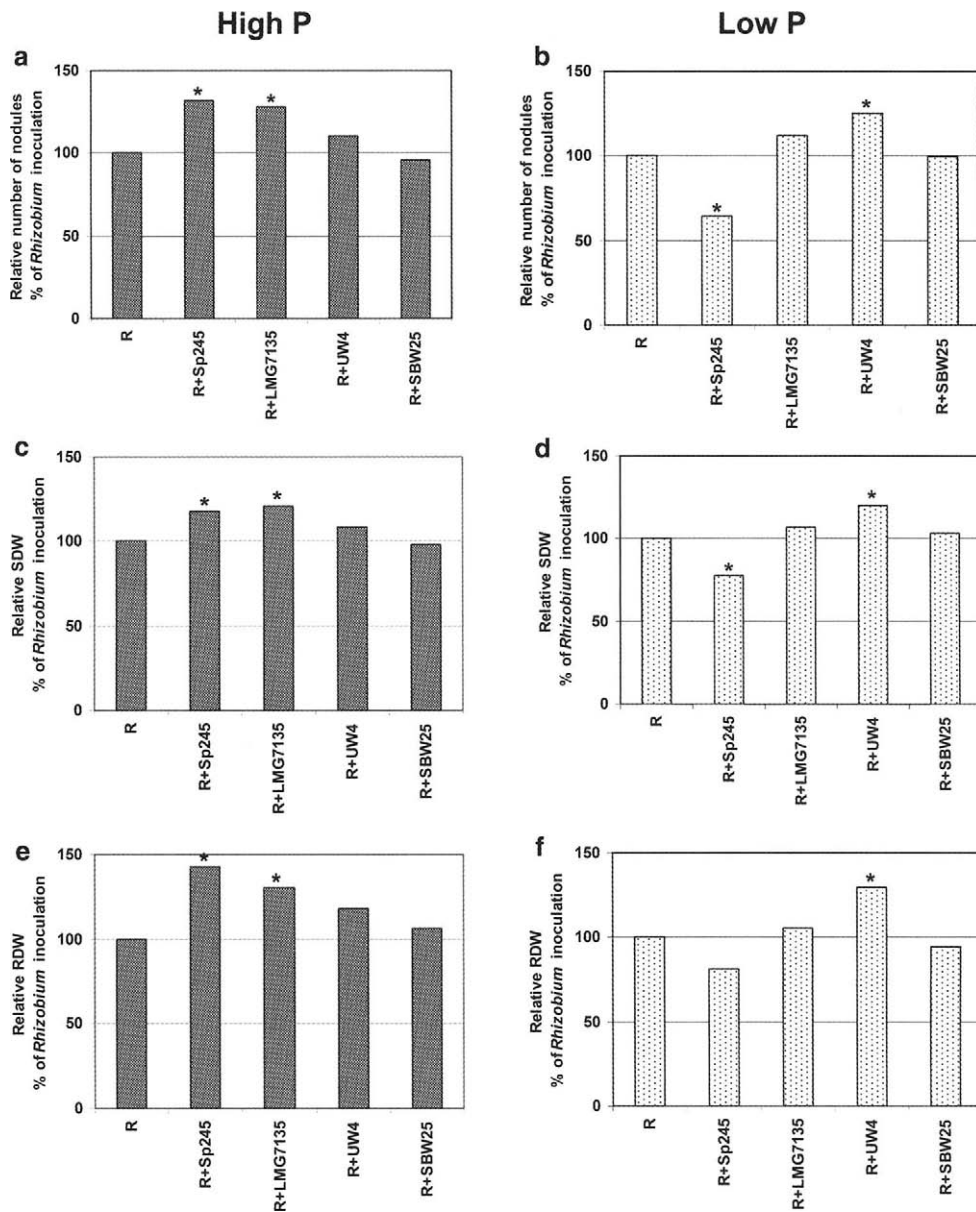 High P
Low P
a
Relative number of nodules
% of Rhizobium inoculation
150
100
50
0
*
*
R
R+Sp245
R+LMG7135
R+UW4
R+SBW25
b
Relative number of nodules
% of Rhizobium inoculation
150
100
50
0
*
*
R
R+Sp245
R+LMG7135
R+UW4
R+SBW25
c
Relative SDW
% of Rhizobium inoculation
150
100
50
0
*
*
R
R+Sp245
R+LMG7135
R+UW4
R+SBW25
d
Relative SDW
% of Rhizobium inoculation
150
100
50
0
*
*
R
R+Sp245
R+LMG7135
R+UW4
R+SBW25
e
Relative RDW
% of Rhizobium inoculation
150
100
50
0
*
*
R
R+Sp245
R+LMG7135
R+UW4
R+SBW25
f
Relative RDW
% of Rhizobium inoculation
150
100
50
0
*
R
R+Sp245
R+LMG7135
R+UW4
R+SBW25